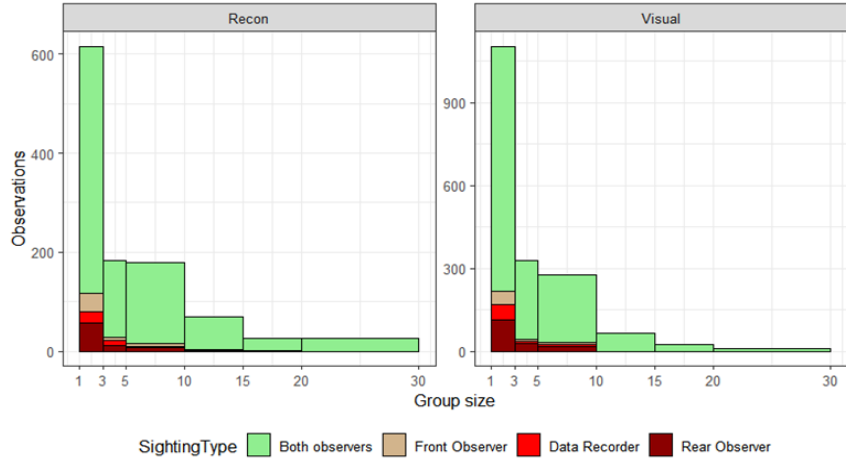 Recon
Visual
Observations
600
400
200
0
900
600
300
0
1 3 5 10 15 20 30
1 3 5 10 15 20 30
Group size
SightingType Both observers Front Observer Data Recorder Rear Observer